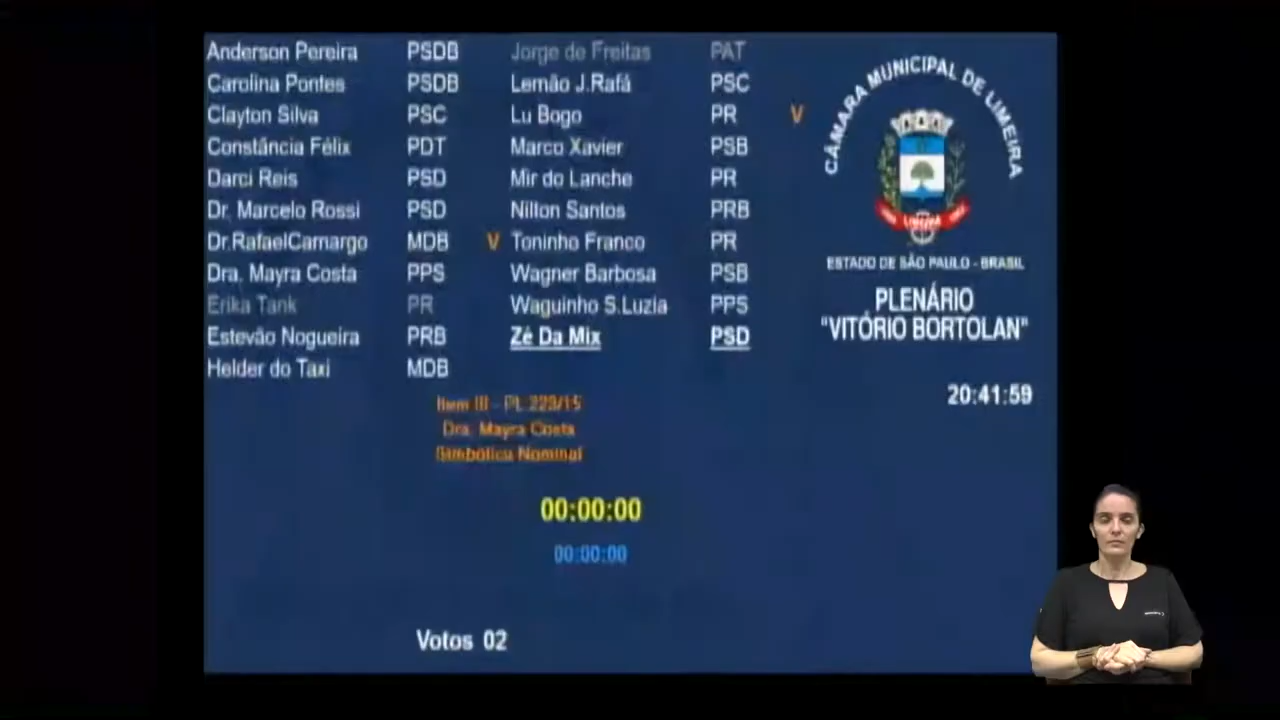 Anderson Pereira PSDB Jorge de Freitas PAT
Carolina Pontes PSDB Lemão J.Rafá PSC
Clayton Silva PSC Lu Bogo PR V
Constância Félix PDT Marco Xavier PSB
Darci Reis PSD Mir do Lanche PR
Dr. Marcelo Rossi PSD Nilton Santos PRB
Dr.RafaelCamargo MDB V Toninho Franco PR
Dra. Mayra Costa PPS Wagner Barbosa PSB
Erika Tank PR Waguinho S.Luzia PPS
Estevão Nogueira PRB Zé Da Mix PSD
Helder do Taxi MDB
Item III - PL 229/15
Dra. Mayra Costa
Simbólica Nominal
00:00:00
00:00:00
Votos 02
CÂMARA MUNICIPAL DE LIMEIRA
LIMEIRA
ESTADO DE SÃO PAULO - BRASIL
PLENÁRIO
"VITÓRIO BORTOLAN"
20:41:59